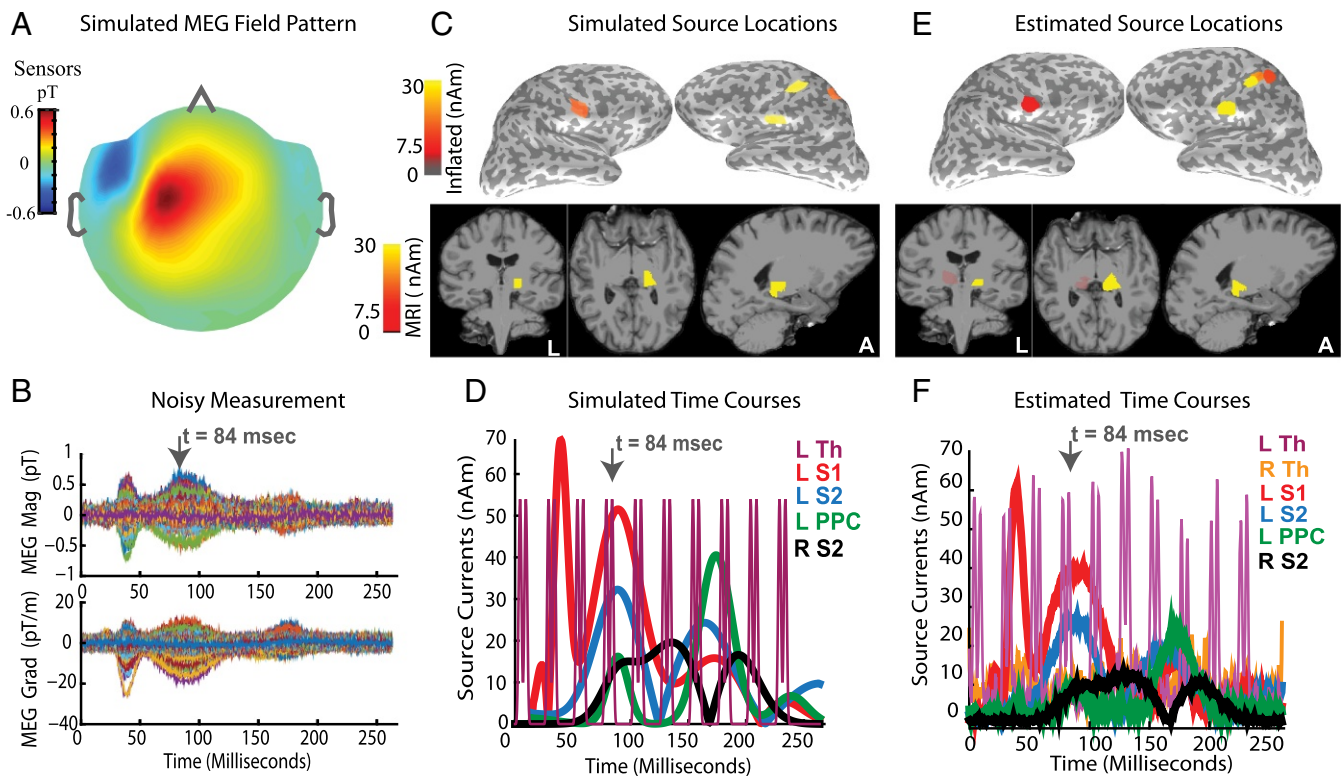 A Simulated MEG Field Pattern
Sensors
pT
0.6
0
-0.6
30
7.5
0
MRI ( nAm)
B Noisy Measurement
t = 84 msec
MEG Mag (pT)
1
0.5
0
-0.5
-1
0 50 100 150 200 250
MEG Grad (pT/m)
20
0
-20
-40
0 50 100 150 200 250
Time (Milliseconds)
C Simulated Source Locations
30
7.5
0
Inflated (nAm)
L
A
D Simulated Time Courses
t = 84 msec
Source Currents (nAm)
70
60
50
40
30
20
10
0
L Th
L S1
L S2
L PPC
R S2
0 50 100 150 200 250
Time (Milliseconds)
E Estimated Source Locations
L
A
F Estimated Time Courses
t = 84 msec
Source Currents (nAm)
70
60
50
40
30
20
10
0
L Th
R Th
L S1
L S2
L PPC
R S2
0 50 100 150 200 250
Time (Milliseconds)